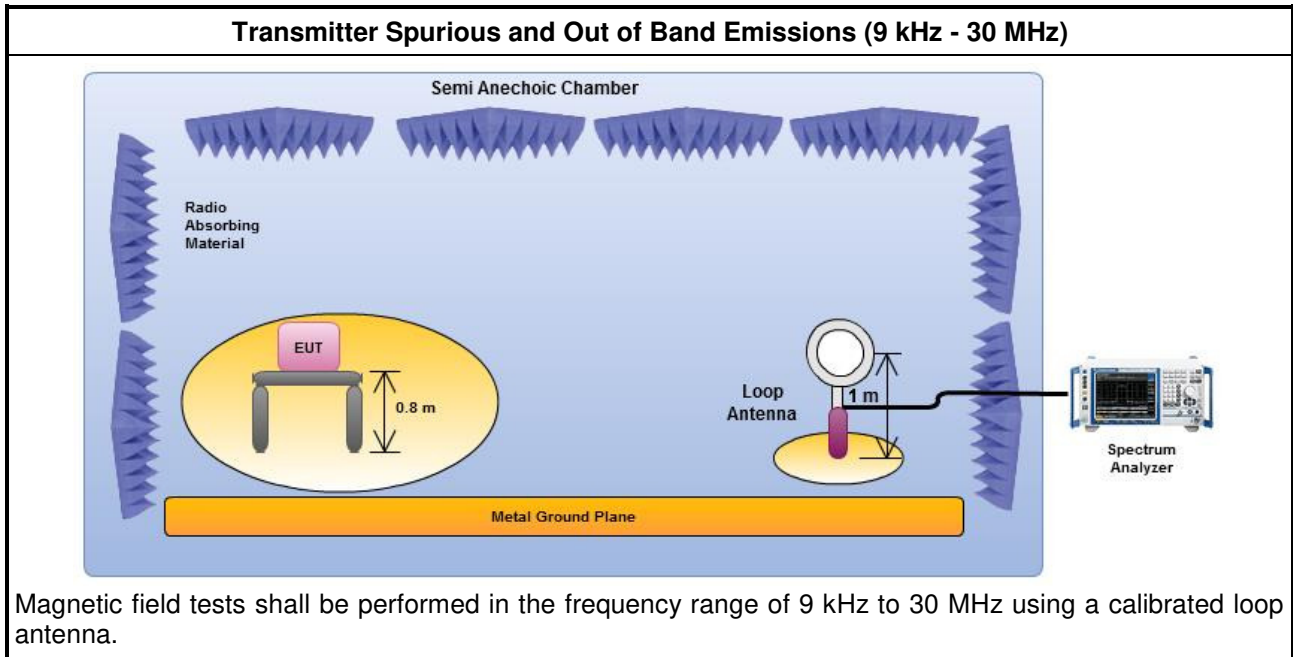 Transmitter Spurious and Out of Band Emissions (9 kHz - 30 MHz)
Semi Anechoic Chamber
Radio
Absorbing
Material
EUT
0.8 m
Loop
Antenna
1 m
Spectrum
Analyzer
Metal Ground Plane
Magnetic field tests shall be performed in the frequency range of 9 kHz to 30 MHz using a calibrated loop
antenna.